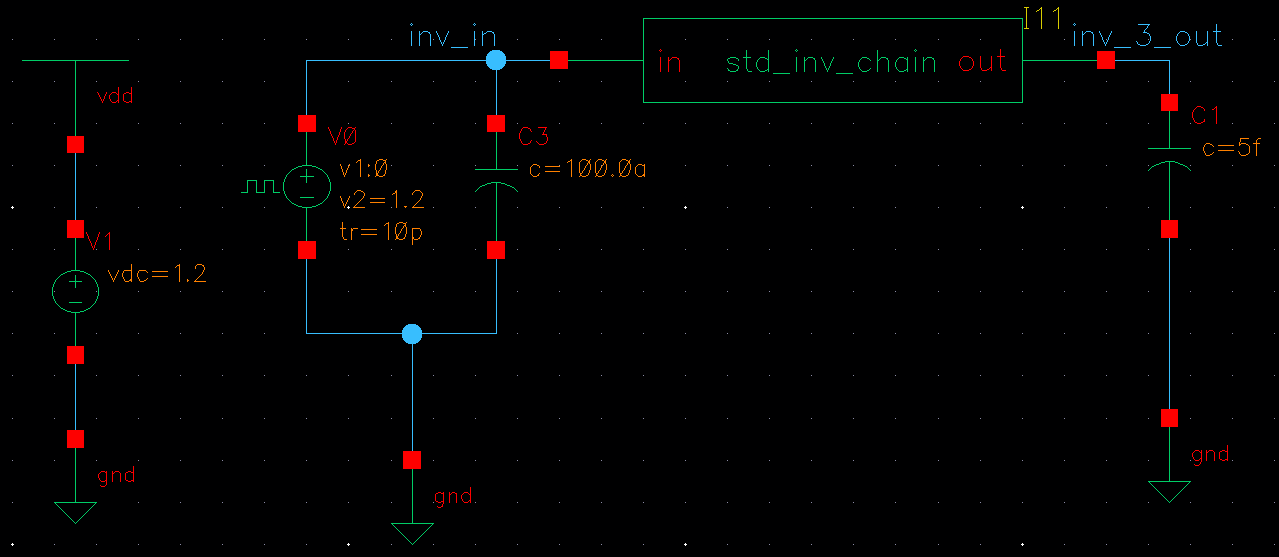 vdd
V1
vdc=1.2
gnd
inv_in
V0
v1:0
v2=1.2
tr=10p
C3
c=100.0a
gnd
I11
in std_inv_chain out
inv_3_out
C1
c=5f
gnd